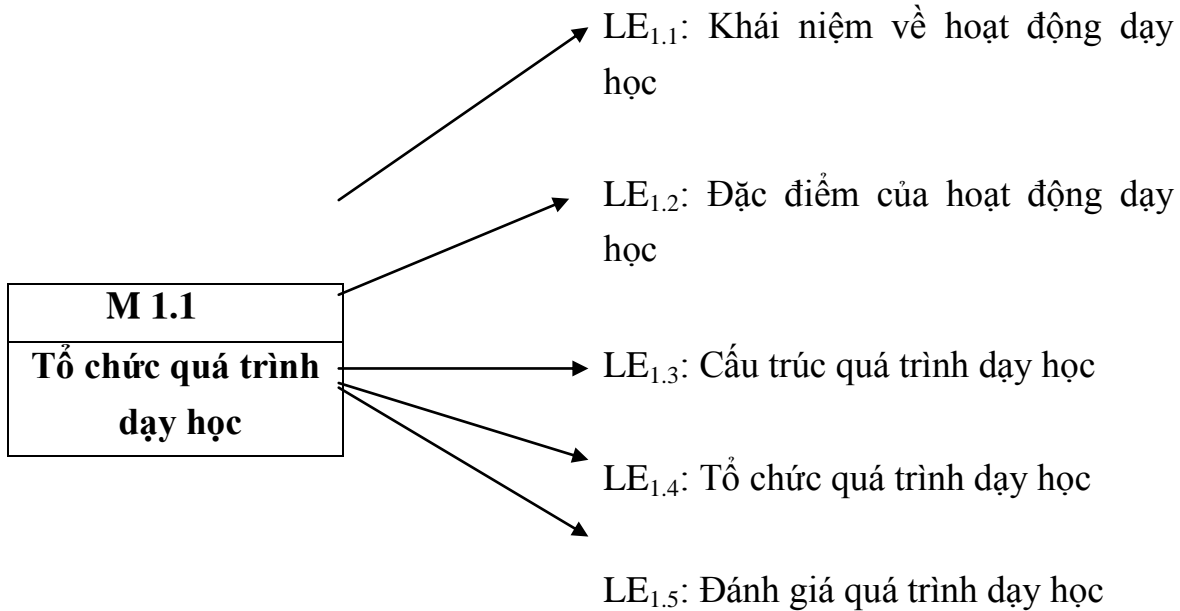 LE1.1: Khái niệm về hoạt động dạy
học
LE1.2: Đặc điểm của hoạt động dạy
học
M 1.1
Tổ chức quá trình
dạy học
LE1.3: Cấu trúc quá trình dạy học
LE1.4: Tổ chức quá trình dạy học
LE1.5: Đánh giá quá trình dạy học